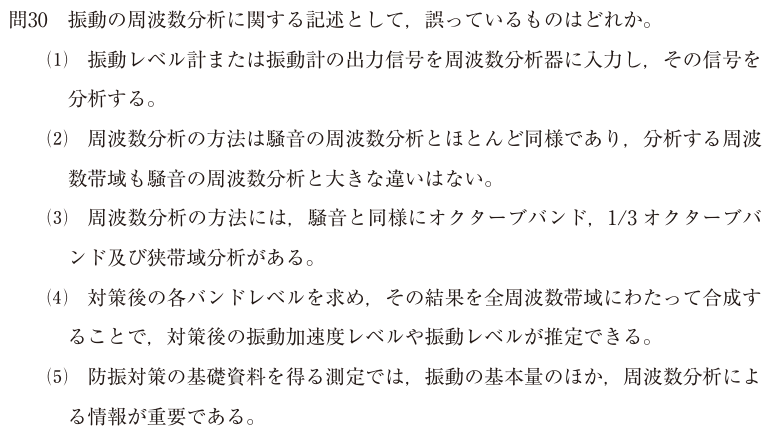 問30　振動の周波数分析に関する記述として，誤っているものはどれか。
⑴　振動レベル計または振動計の出力信号を周波数分析器に入力し，その信号を
分析する。
⑵　周波数分析の方法は騒音の周波数分析とほとんど同様であり，分析する周波
数帯域も騒音の周波数分析と大きな違いはない。
⑶　周波数分析の方法には，騒音と同様にオクターブバンド，1/3 オクターブバ
ンド及び狭帯域分析がある。
⑷　対策後の各バンドレベルを求め，その結果を全周波数帯域にわたって合成す
ることで，対策後の振動加速度レベルや振動レベルが推定できる。
⑸　防振対策の基礎資料を得る測定では，振動の基本量のほか，周波数分析によ
る情報が重要である。